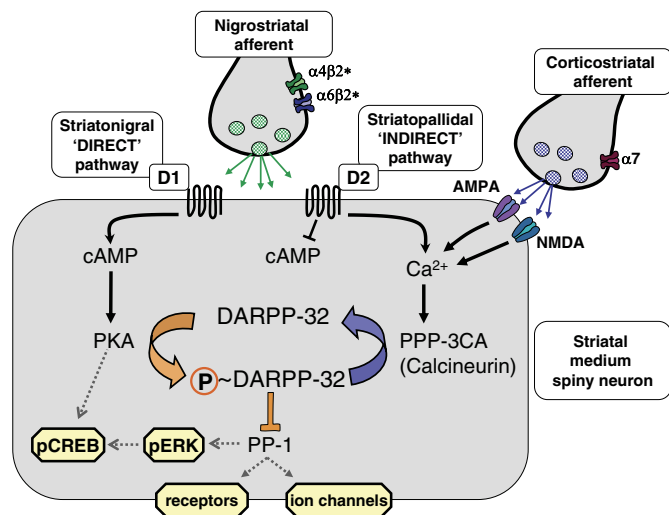 Nigrostriatal
afferent
α4β2*
α6β2*
Corticostriatal
afferent
α7
Striatonigral
‘DIRECT’
pathway
D1
Striatopallidal
‘INDIRECT’
pathway
D2
AMPA
NMDA
cAMP
cAMP
Ca²⁺
DARPP-32
PKA
PPP-3CA
(Calcineurin)
P~DARPP-32
Striatal
medium
spiny neuron
pCREB
pERK
PP-1
receptors
ion channels